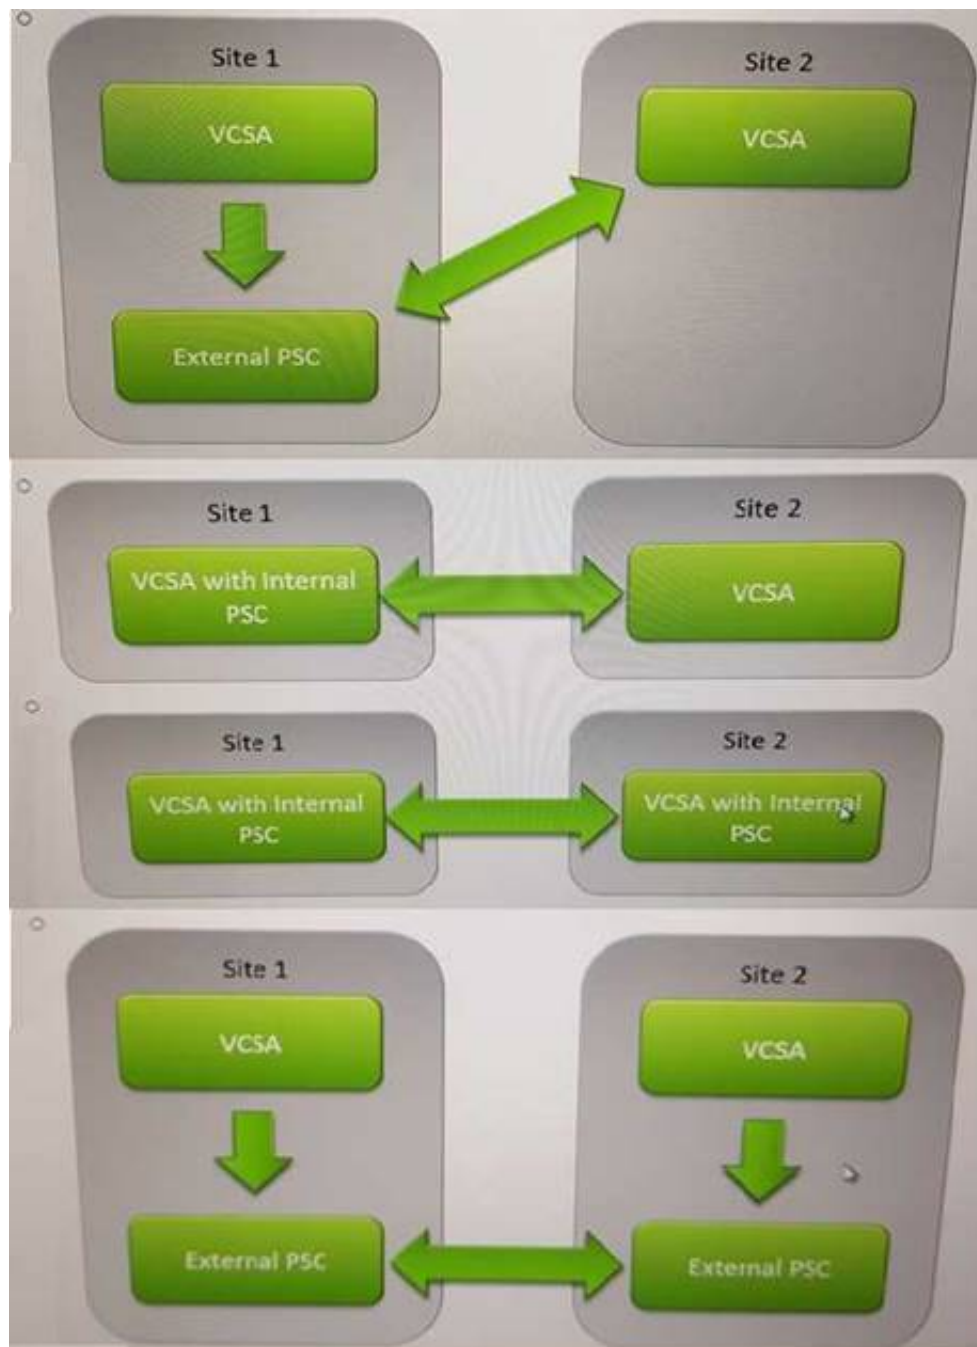 Site 1
Site 2
VCSA
VCSA
External PSC
Site 1
Site 2
VCSA with Internal
PSC
VCSA
Site 1
Site 2
VCSA with Internal
PSC
VCSA with Internal
PSC
Site 1
Site 2
VCSA
VCSA
External PSC
External PSC